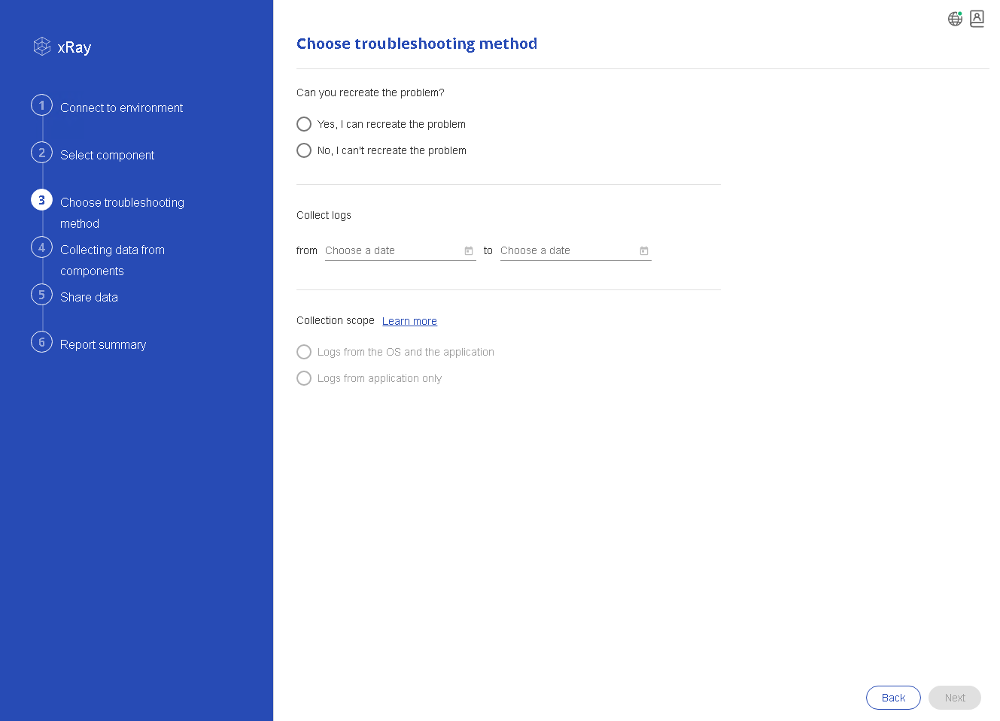 xRay
1 Connect to environment
2 Select component
3 Choose troubleshooting
method
4 Collecting data from
components
5 Share data
6 Report summary
Choose troubleshooting method
Can you recreate the problem?
Yes, I can recreate the problem
No, I can't recreate the problem
Collect logs
from Choose a date to Choose a date
Collection scope Learn more
Logs from the OS and the application
Logs from application only
Back Next